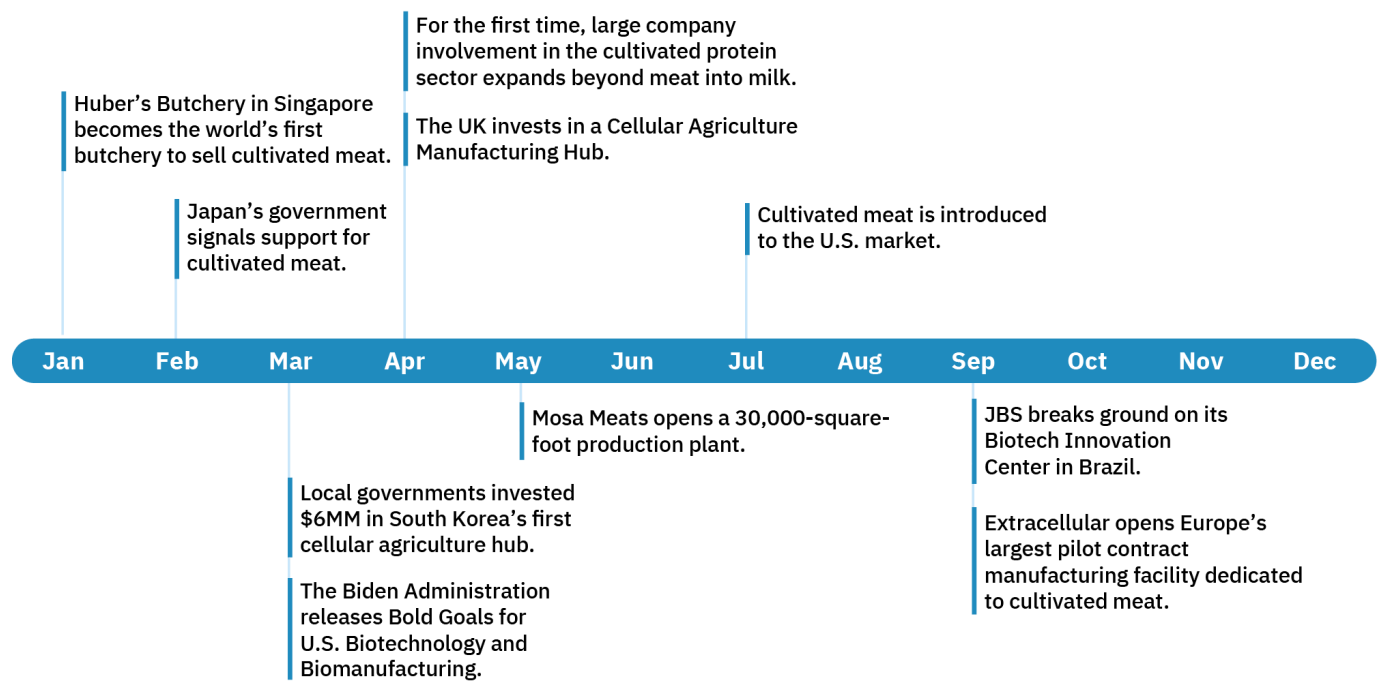 For the first time, large company
involvement in the cultivated protein
sector expands beyond meat into milk.
Huber’s Butchery in Singapore
becomes the world’s first
butchery to sell cultivated meat.
The UK invests in a Cellular Agriculture
Manufacturing Hub.
Japan’s government
signals support for
cultivated meat.
Cultivated meat is introduced
to the U.S. market.
Jan Feb Mar Apr May Jun Jul Aug Sep Oct Nov Dec
Mosa Meats opens a 30,000-square-
foot production plant.
JBS breaks ground on its
Biotech Innovation
Center in Brazil.
Local governments invested
$6MM in South Korea’s first
cellular agriculture hub.
Extracellular opens Europe’s
largest pilot contract
manufacturing facility dedicated
to cultivated meat.
The Biden Administration
releases Bold Goals for
U.S. Biotechnology and
Biomanufacturing.